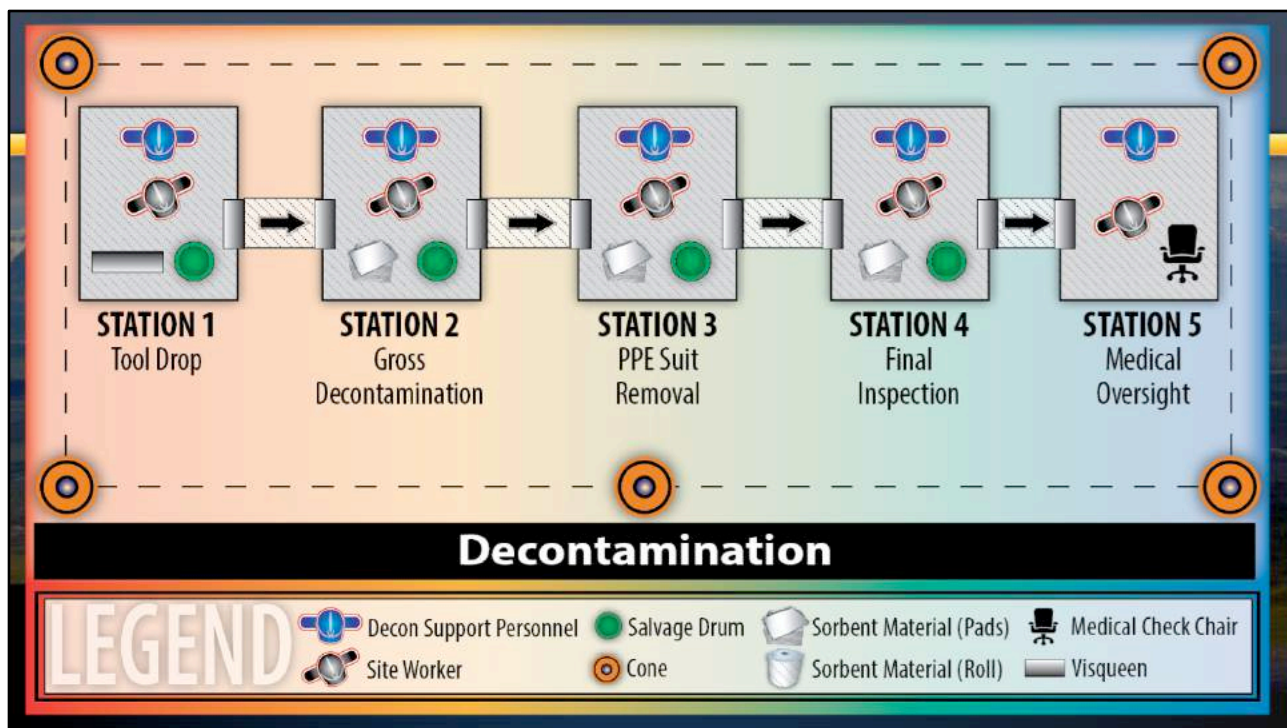 STATION 1
Tool Drop
STATION 2
Gross
Decontamination
STATION 3
PPE Suit
Removal
STATION 4
Final
Inspection
STATION 5
Medical
Oversight
Decontamination
LEGEND
Decon Support Personnel
Site Worker
Salvage Drum
Cone
Sorbent Material (Pads)
Sorbent Material (Roll)
Medical Check Chair
Visqueen